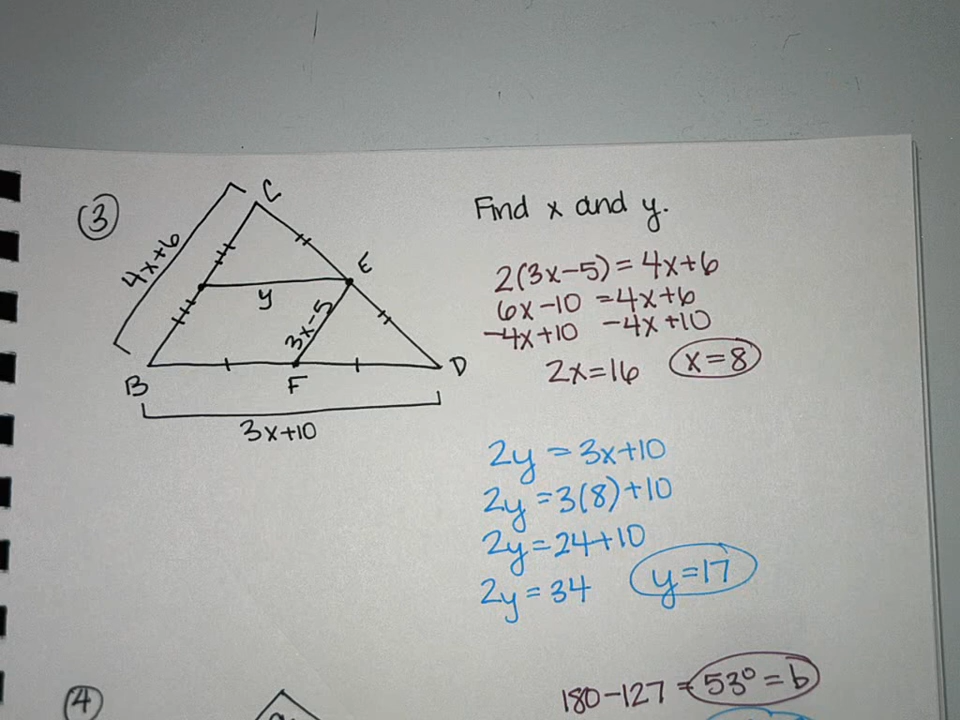 3
C
4x+6
E
y
3x-5
B
F
D
3x+10
Find x and y.
2(3x-5)=4x+6
6x-10=4x+6
-4x+10 -4x+10
2x=16 x=8
2y=3x+10
2y=3(8)+10
2y=24+10
2y=34 y=17
4
180-127=53°=b